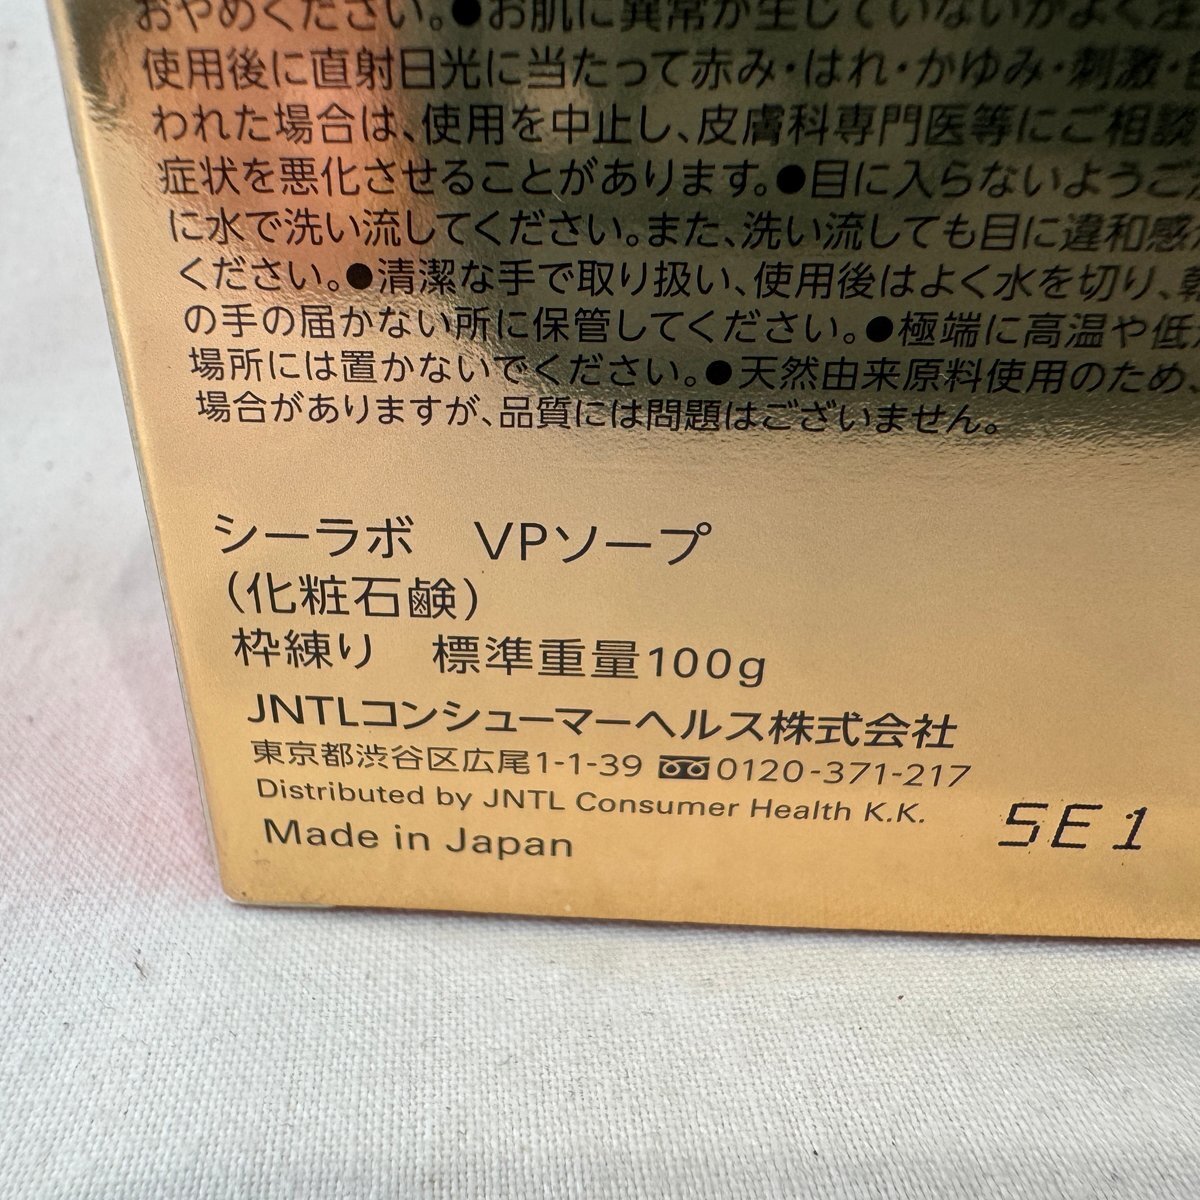 おやめください。●お肌に異常が生じていないかよく注
使用後に直射日光に当たって赤み・はれ・かゆみ・刺激・
われた場合は、使用を中止し、皮膚科専門医等にご相談
症状を悪化させることがあります。●目に入らないようご
に水で洗い流してください。また、洗い流しても目に違和感
ください。●清潔な手で取り扱い、使用後はよく水を切り、
の手の届かない所に保管してください。●極端に高温や低
場所には置かないでください。●天然由来原料使用のため、
場合がありますが、品質には問題はございません。
シーラボ VPソープ
（化粧石鹸）
枠練り 標準重量100g
JNTLコンシューマーヘルス株式会社
東京都渋谷区広尾1-1-39 0120-371-217
Distributed by JNTL Consumer Health K.K.
Made in Japan
SE1